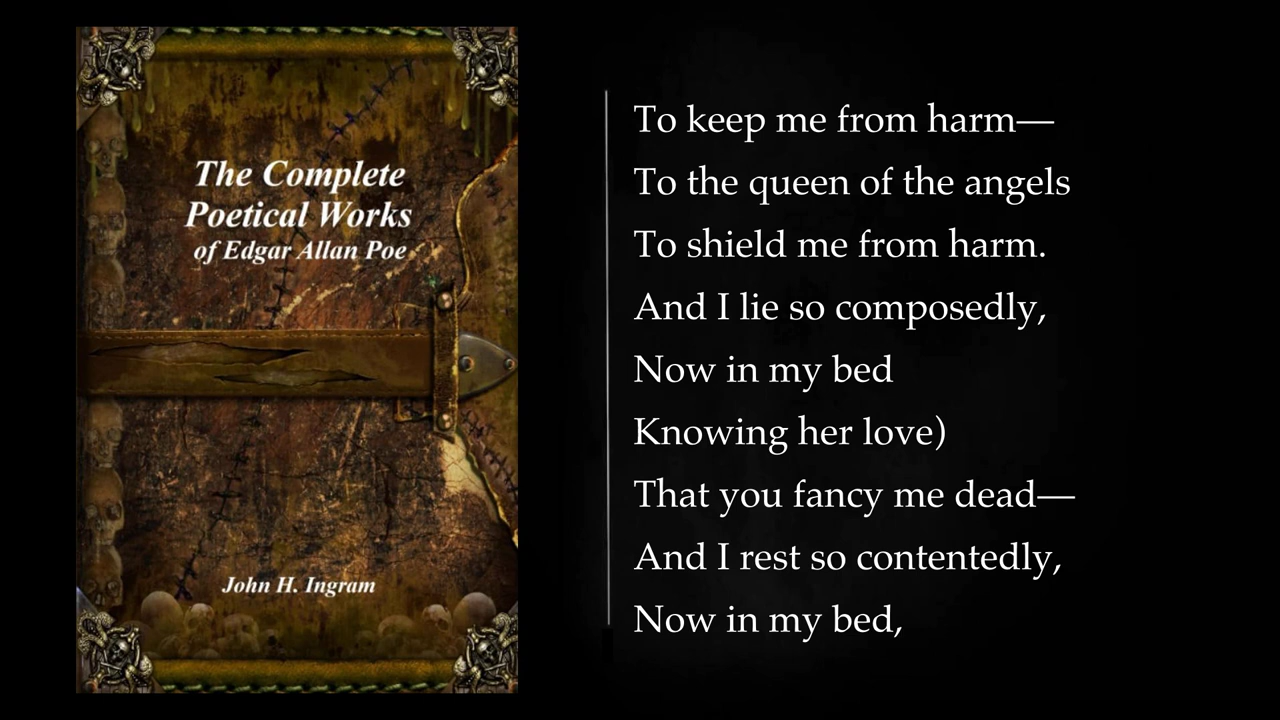 The Complete
Poetical Works
of Edgar Allan Poe
John H. Ingram
To keep me from harm—
To the queen of the angels
To shield me from harm.
And I lie so composedly,
Now in my bed
Knowing her love)
That you fancy me dead—
And I rest so contentedly,
Now in my bed,